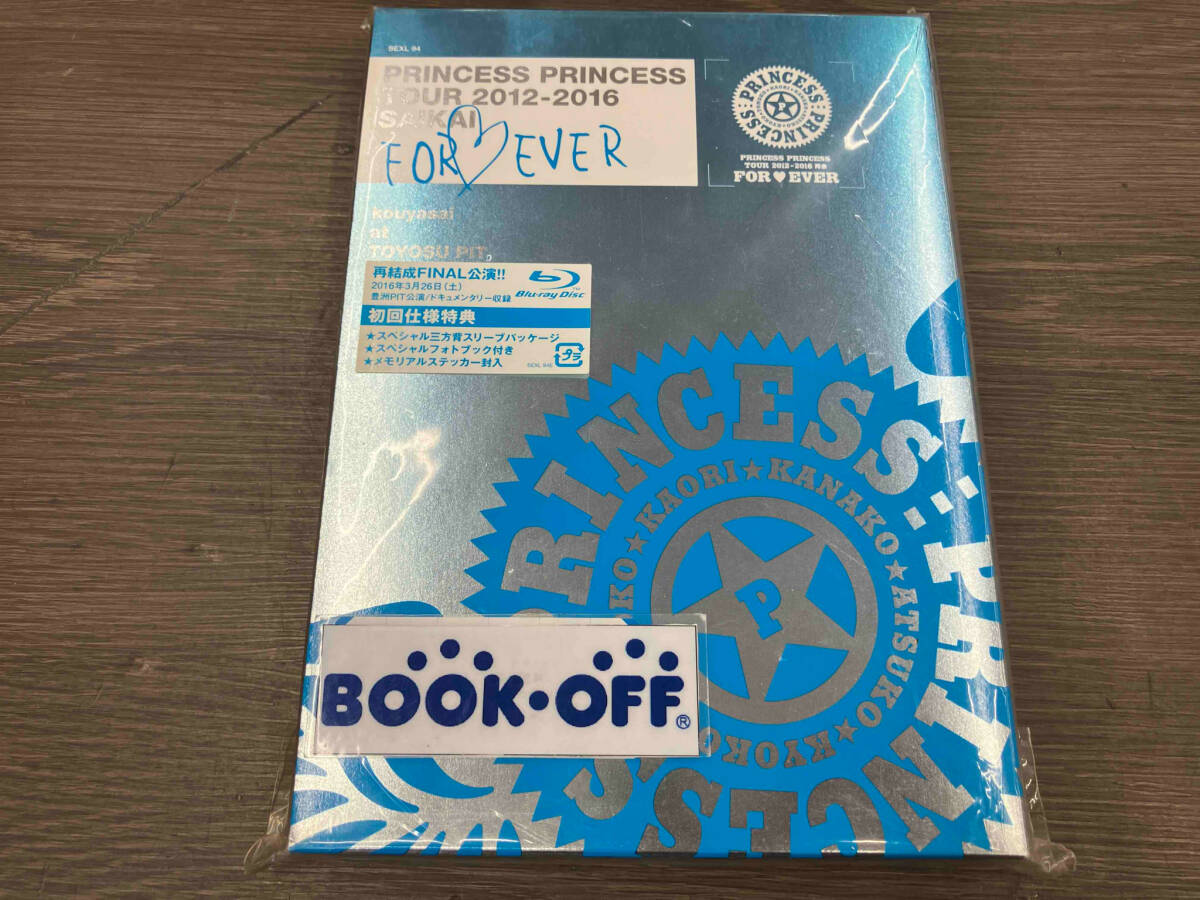 SEXL 94
PRINCESS PRINCESS
TOUR 2012-2016
SAIKAI
FOR♡EVER
kouyasai
at
TOYOSU PIT
PRINCESS PRINCESS
PRINCESS PRINCESS
TOUR 2012-2016 再会
FOR♥EVER
再結成FINAL公演!!
2016年3月26日(土)
豊洲PIT公演/ドキュメンタリー収録
Blu-ray Disc
初回仕様特典
★スペシャル三方背スリーブパッケージ
★スペシャルフォトブック付き
★メモリアルステッカー封入
プラ
PRINCESS::PRINCESS
KAORI★KANAKO★ATSUKO★KYOKO
P
BOOK・OFF®